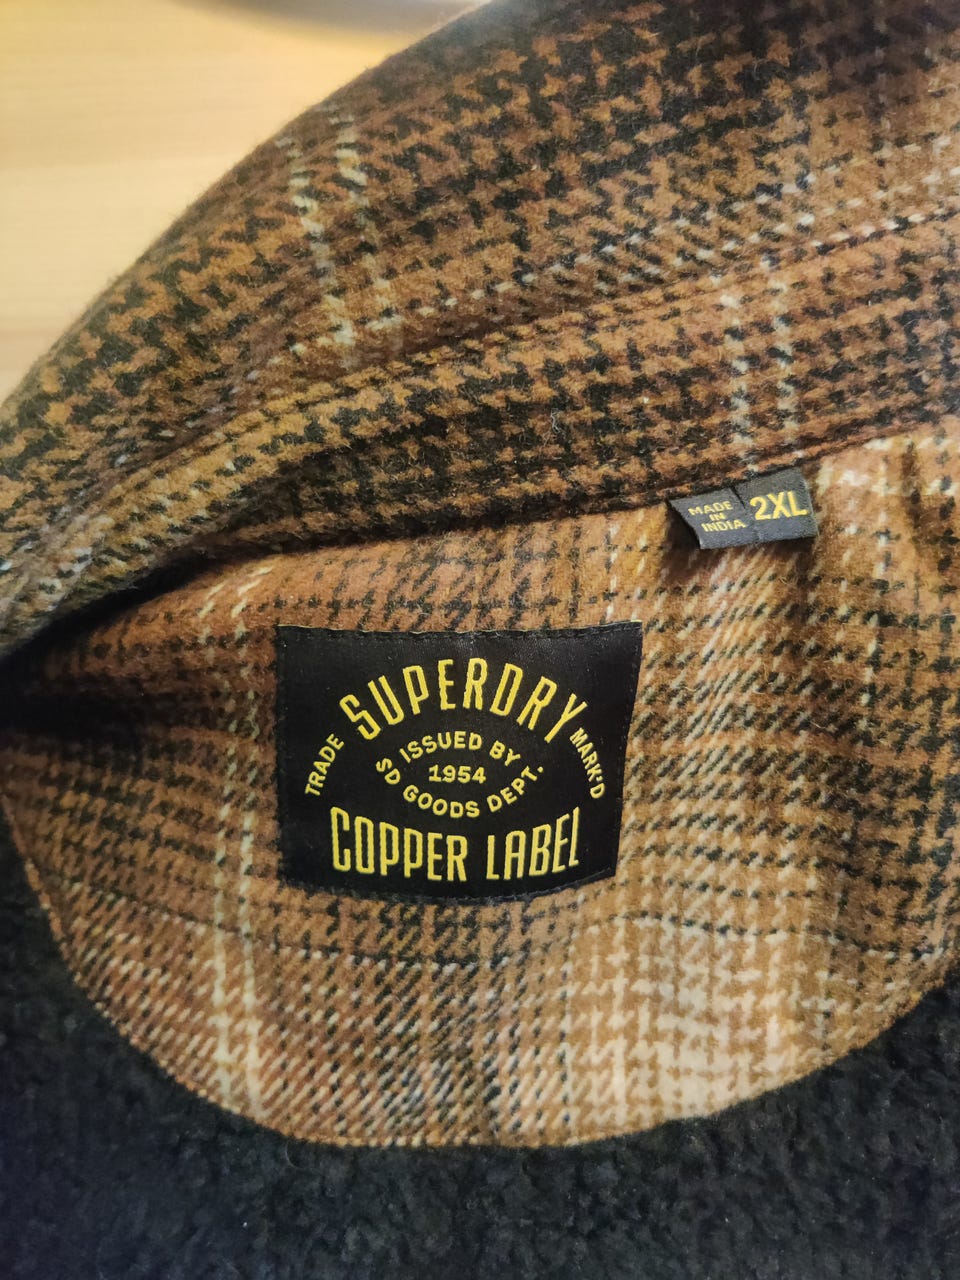 MADE
IN
INDIA
2XL
SUPERDRY
TRADE MARK'D
ISSUED BY
1954
SD GOODS DEPT.
COPPER LABEL